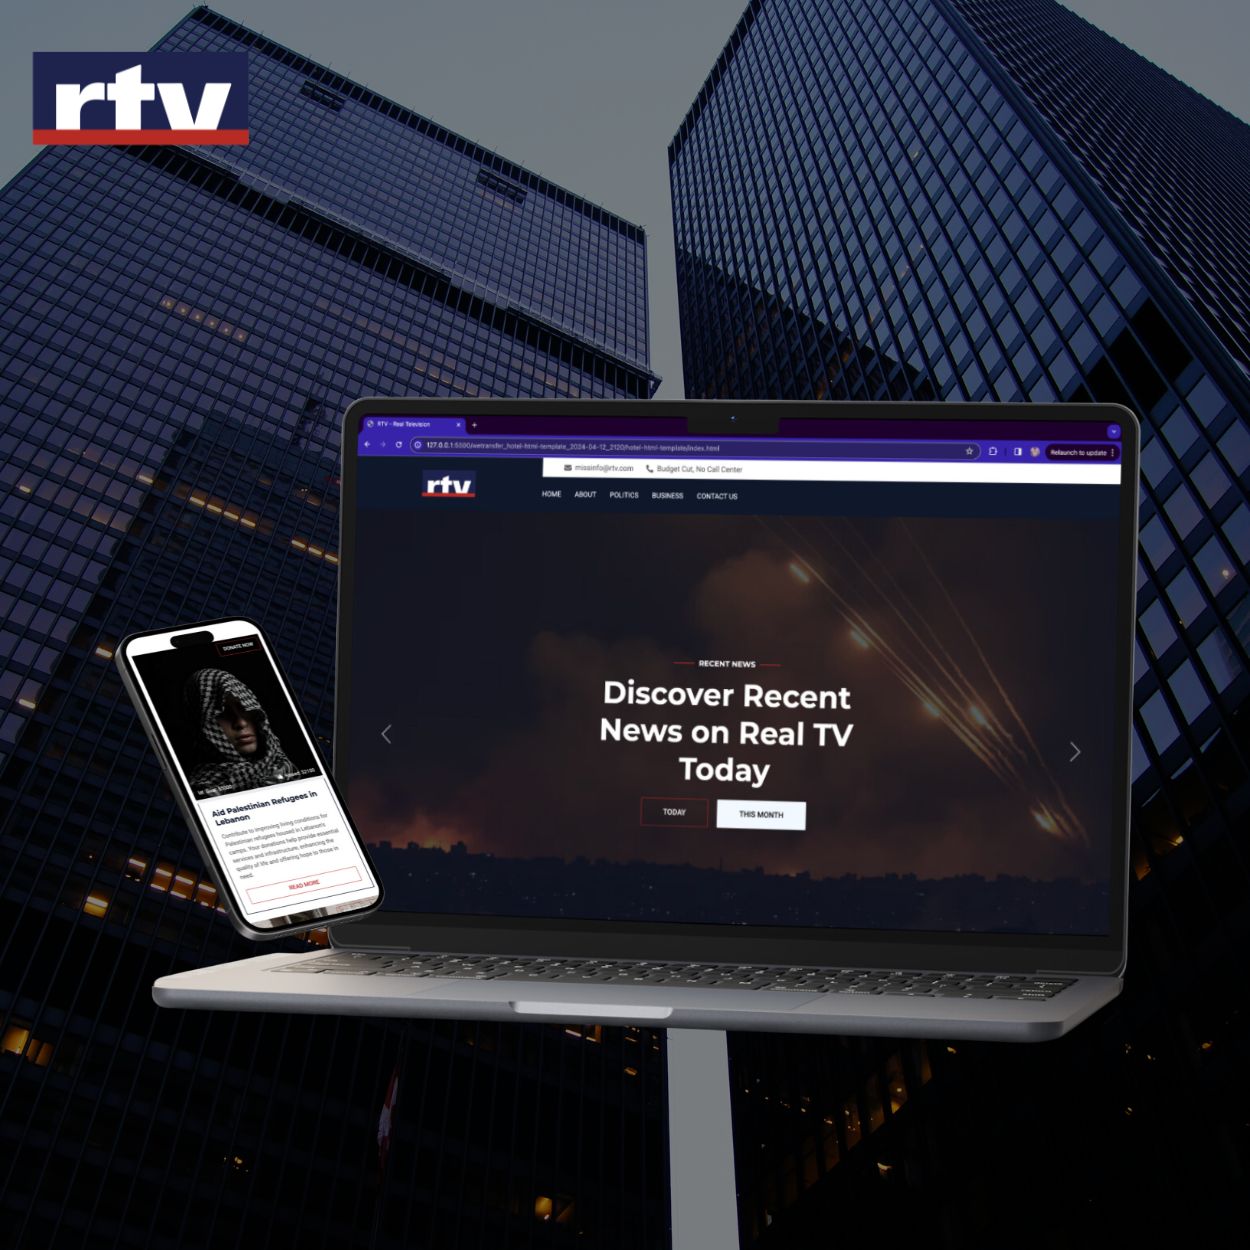 rtv
RTV - Real Television
127.0.0.1:5500/wetransfer_hotel-html-template_2024-04-12_2120/hotel-html-template/index.html
Relaunch to update
rtv
missinfo@rtv.com Budget Cut, No Call Center
HOME ABOUT POLITICS BUSINESS CONTACT US
RECENT NEWS
Discover Recent
News on Real TV
Today
TODAY THIS MONTH
DONATE NOW
Aid Palestinian Refugees in
Lebanon
Contribute to improving living conditions for
Palestinian refugees housed in Lebanon's
camps. Your donations help provide essential
services and infrastructure, enhancing the
quality of life and offering hope to those in
need.
READ MORE